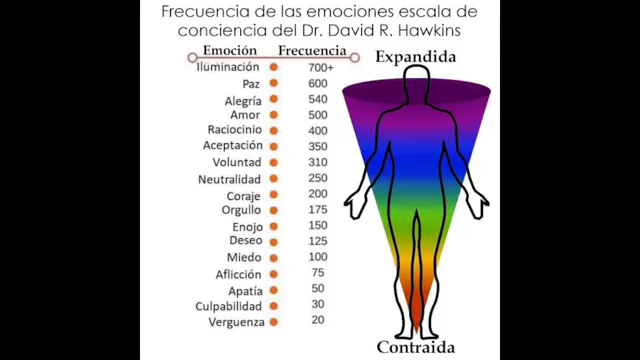 Frecuencia de las emociones escala de
conciencia del Dr. David R. Hawkins
Emoción Frecuencia
Iluminación 700+
Paz 600
Alegría 540
Amor 500
Raciocinio 400
Aceptación 350
Voluntad 310
Neutralidad 250
Coraje 200
Orgullo 175
Enojo 150
Deseo 125
Miedo 100
Aflicción 75
Apatía 50
Culpabilidad 30
Verguenza 20
Expandida
Contraida